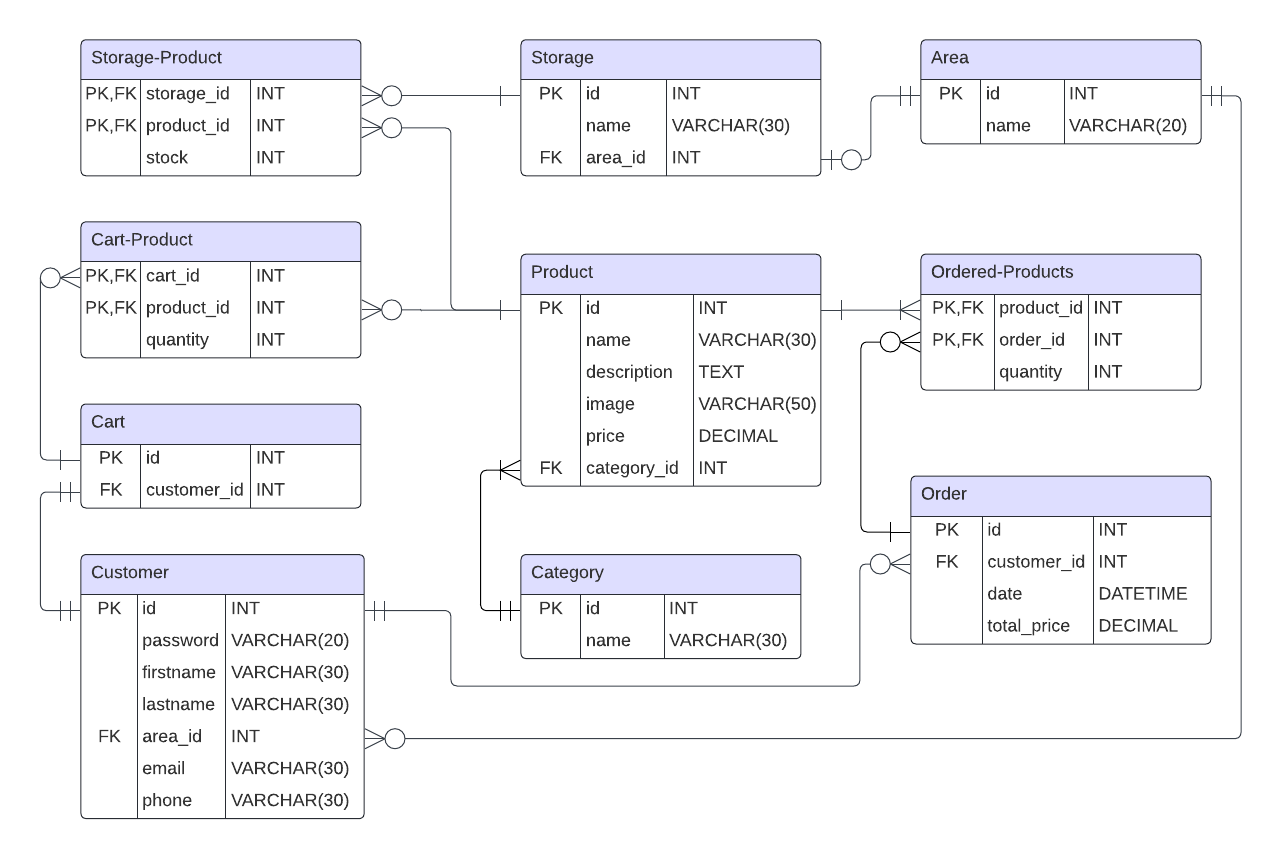 Storage-Product
PK,FK storage_id INT
PK,FK product_id INT
stock INT
Storage
PK id INT
name VARCHAR(30)
FK area_id INT
Area
PK id INT
name VARCHAR(20)
Cart-Product
PK,FK cart_id INT
PK,FK product_id INT
quantity INT
Product
PK id INT
name VARCHAR(30)
description TEXT
image VARCHAR(50)
price DECIMAL
FK category_id INT
Ordered-Products
PK,FK product_id INT
PK,FK order_id INT
quantity INT
Cart
PK id INT
FK customer_id INT
Order
PK id INT
FK customer_id INT
date DATETIME
total_price DECIMAL
Customer
PK id INT
password VARCHAR(20)
firstname VARCHAR(30)
lastname VARCHAR(30)
FK area_id INT
email VARCHAR(30)
phone VARCHAR(30)
Category
PK id INT
name VARCHAR(30)